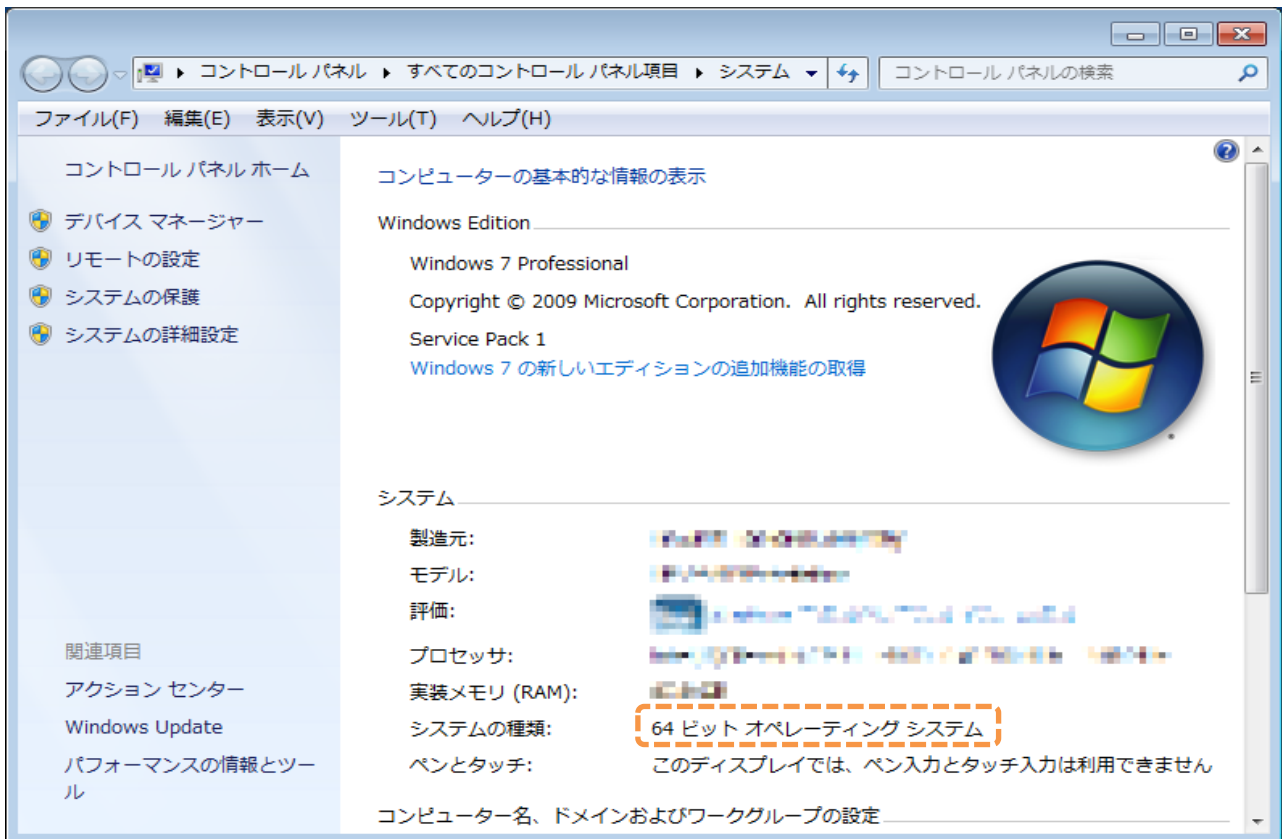 コントロール パネル ▸ すべてのコントロール パネル項目 ▸ システム
コントロール パネルの検索
ファイル(F) 編集(E) 表示(V) ツール(T) ヘルプ(H)
コントロール パネル ホーム
デバイス マネージャー
リモートの設定
システムの保護
システムの詳細設定
関連項目
アクション センター
Windows Update
パフォーマンスの情報とツー
ル
コンピューターの基本的な情報の表示
Windows Edition
Windows 7 Professional
Copyright © 2009 Microsoft Corporation. All rights reserved.
Service Pack 1
Windows 7 の新しいエディションの追加機能の取得
システム
製造元:
モデル:
評価:
プロセッサ:
実装メモリ (RAM):
システムの種類: 64 ビット オペレーティング システム
ペンとタッチ: このディスプレイでは、ペン入力とタッチ入力は利用できません
コンピューター名、ドメインおよびワークグループの設定